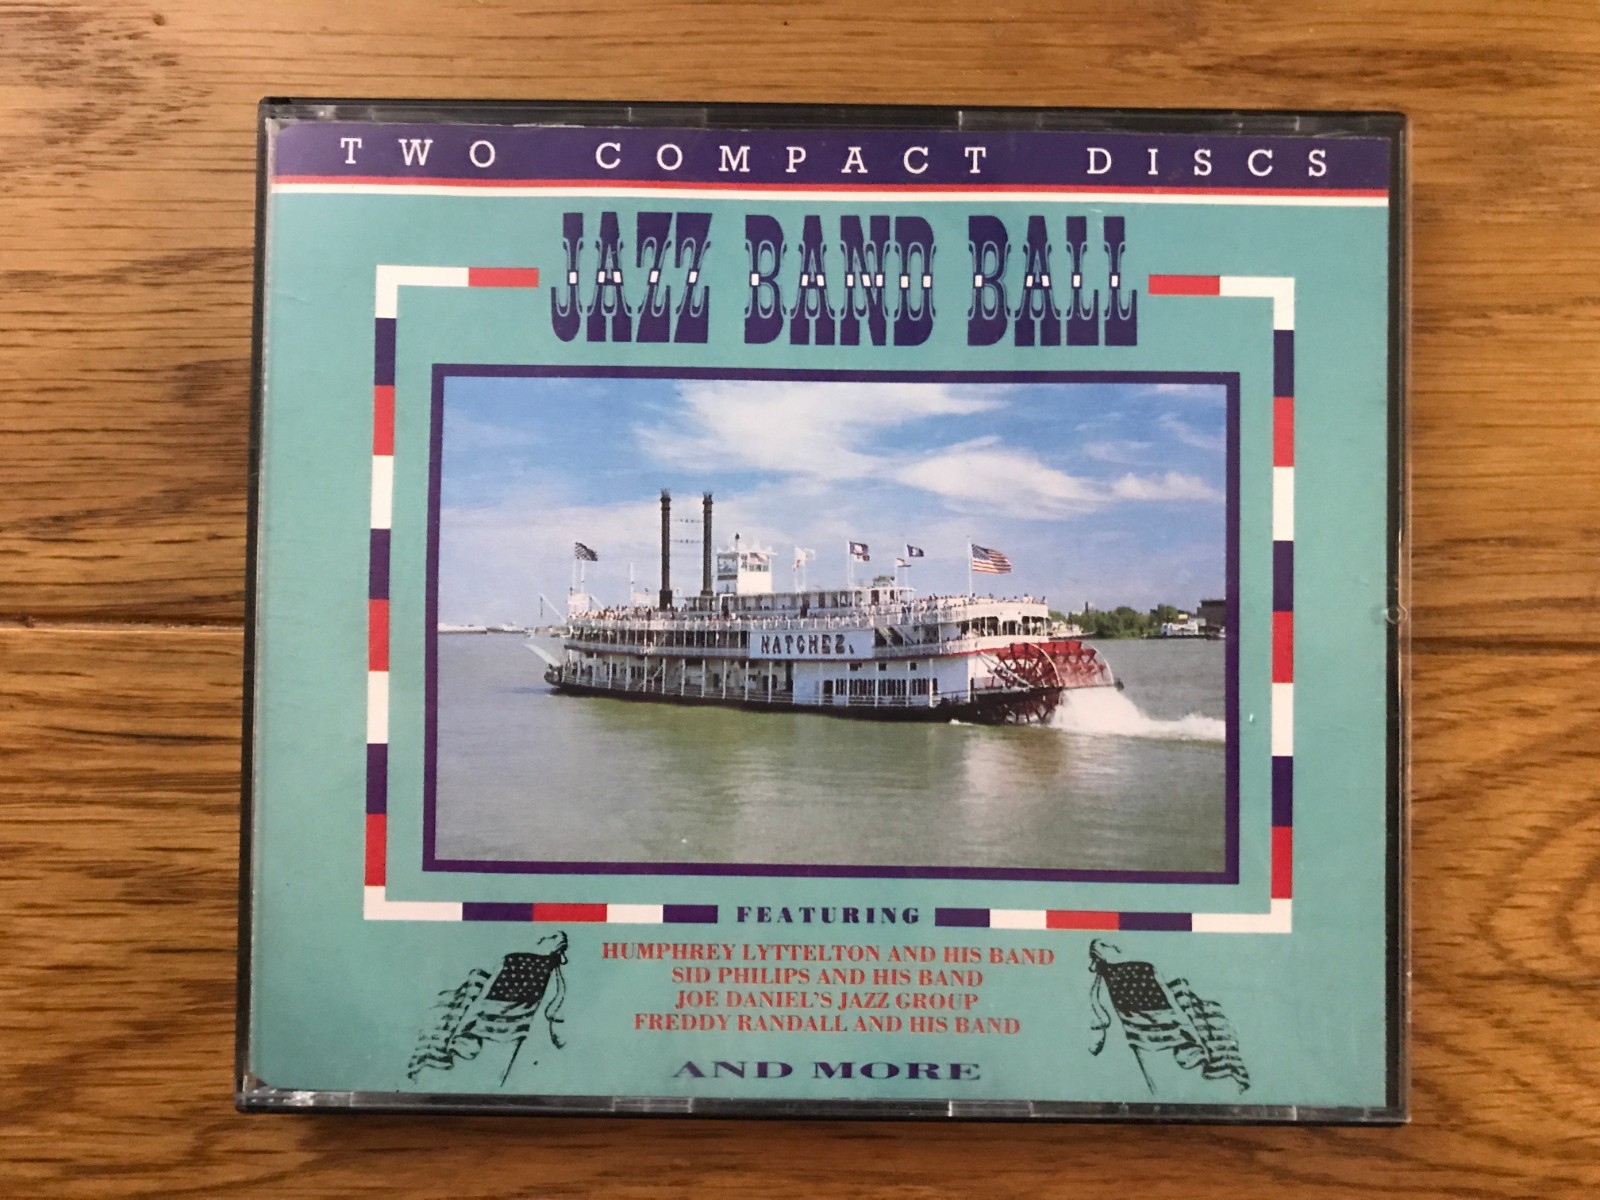 TWO COMPACT DISCS
JAZZ BAND BALL
NATCHEZ.
FEATURING
HUMPHREY LYTTELTON AND HIS BAND
SID PHILIPS AND HIS BAND
JOE DANIEL'S JAZZ GROUP
FREDDY RANDALL AND HIS BAND
AND MORE